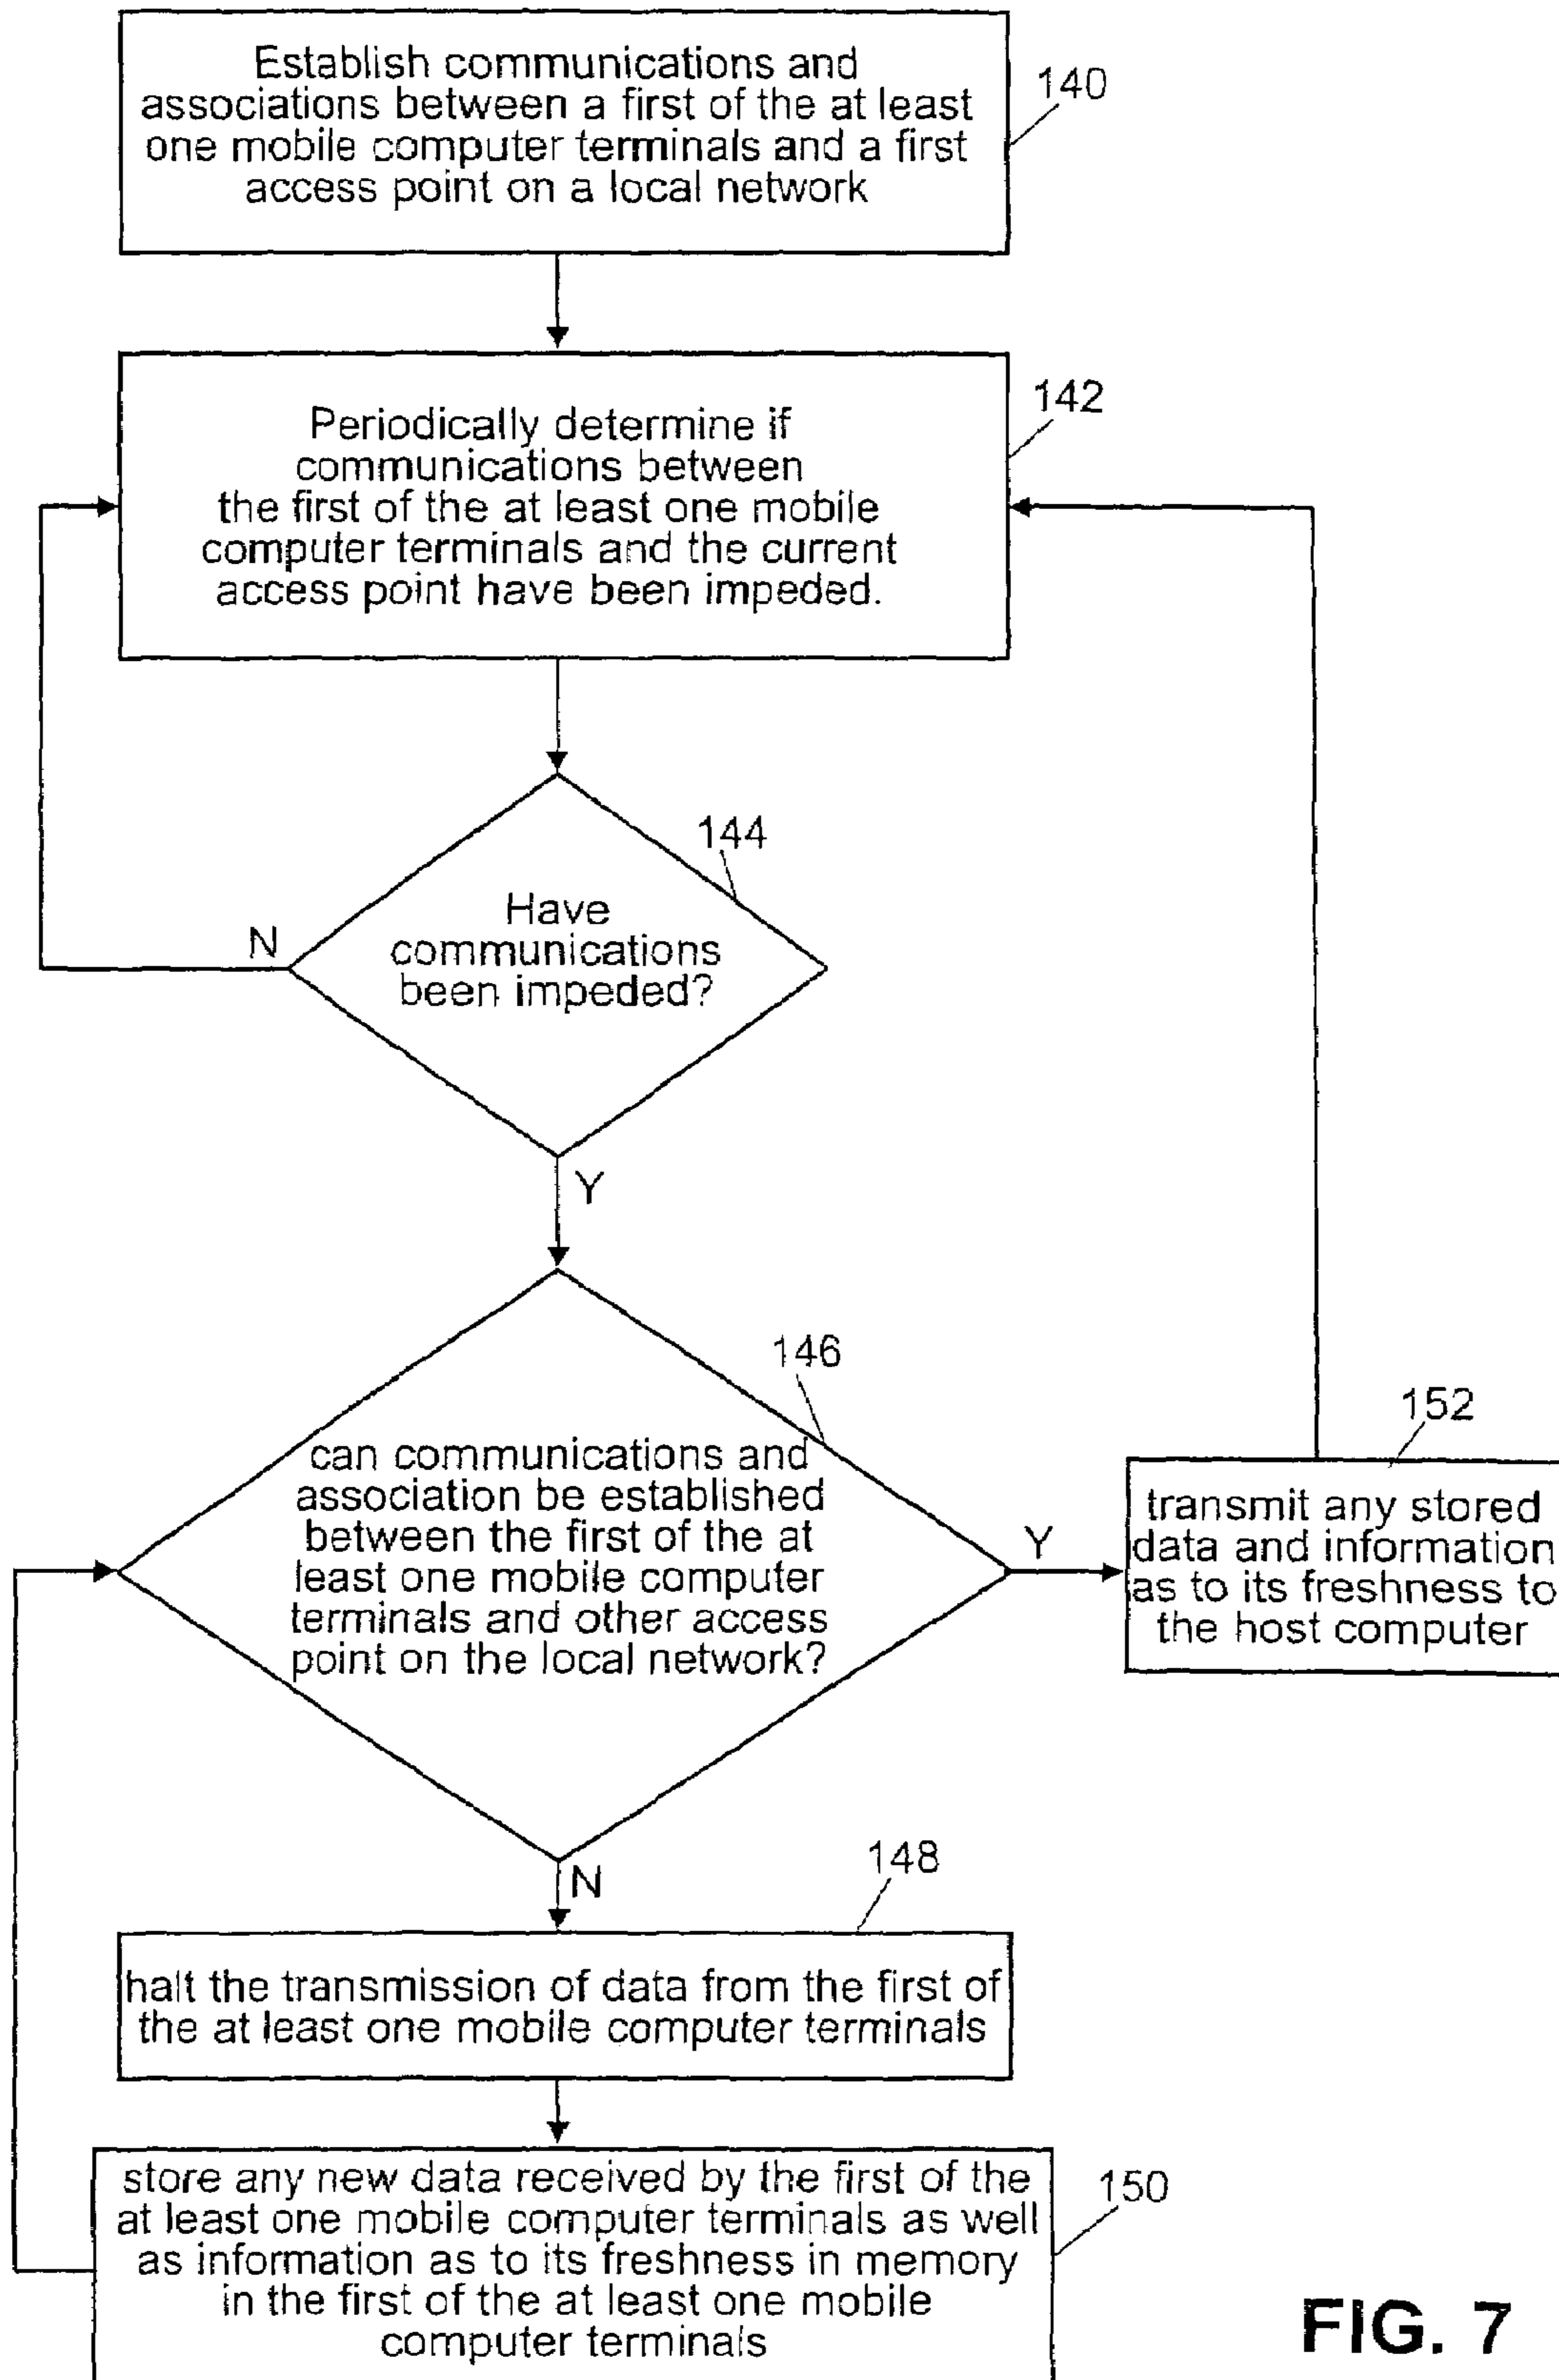 Establish communications and
associations between a first of the at least
one mobile computer terminals and a first
access point on a local network
140
Periodically determine if
communications between
the first of the at least one mobile
computer terminals and the current
access point have been impeded.
142
144
Have
communications
been impeded?
N
Y
146
can communications and
association be established
between the first of the at
least one mobile computer
terminals and other access
point on the local network?
Y
152
transmit any stored
data and information
as to its freshness to
the host computer
N
148
halt the transmission of data from the first of
the at least one mobile computer terminals
150
store any new data received by the first of the
at least one mobile computer terminals as well
as information as to its freshness in memory
in the first of the at least one mobile
computer terminals
FIG. 7